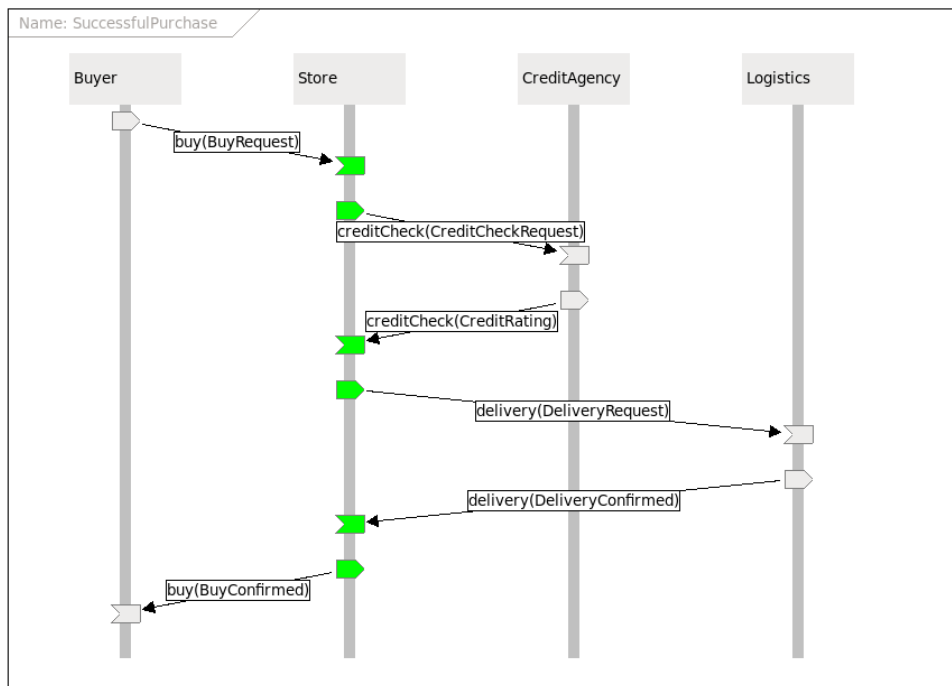 Name: SuccessfulPurchase
Buyer
Store
CreditAgency
Logistics
buy(BuyRequest)
creditCheck(CreditCheckRequest)
creditCheck(CreditRating)
delivery(DeliveryRequest)
delivery(DeliveryConfirmed)
buy(BuyConfirmed)